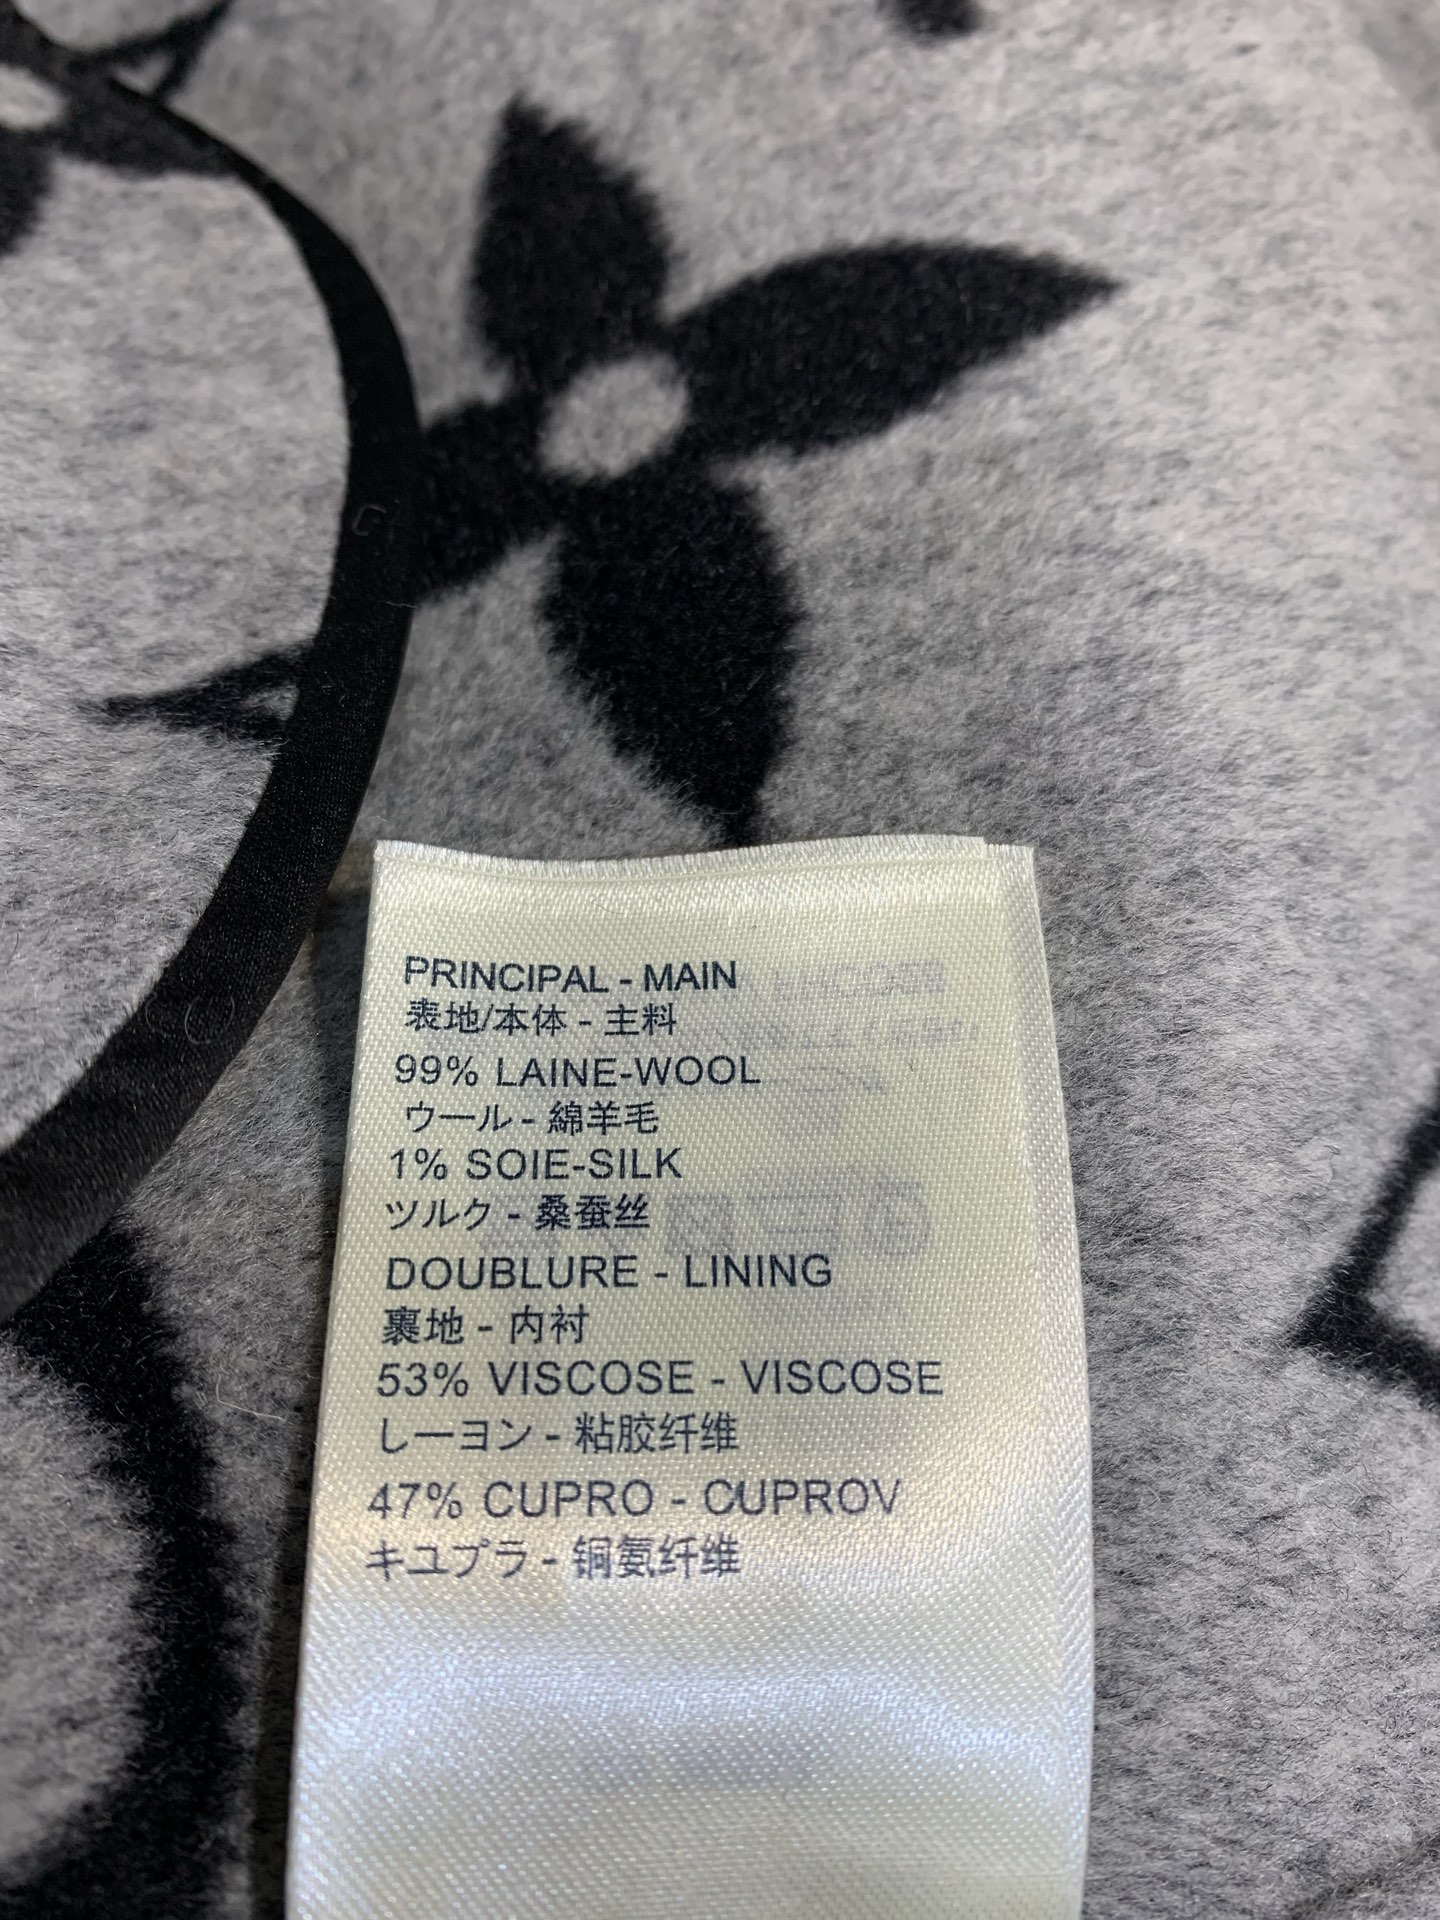 PRINCIPAL - MAIN
表地/本体 - 主料
99% LAINE-WOOL
ウール - 綿羊毛
1% SOIE-SILK
ツルク - 桑蚕丝
DOUBLURE - LINING
裏地 - 内衬
53% VISCOSE - VISCOSE
レーヨン - 粘胶纤维
47% CUPRO - CUPROV
キユプラ - 铜氨纤维